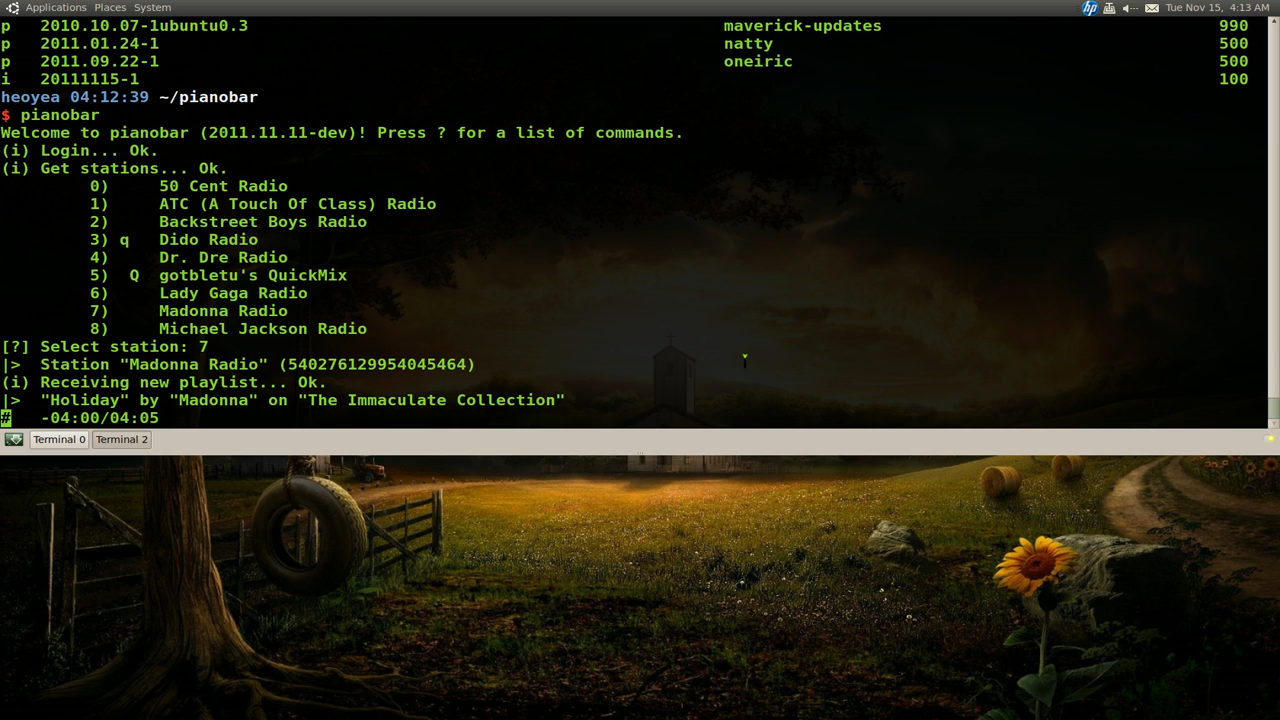 Applications Places System hp Tue Nov 15, 4:13 AM
p 2010.10.07-1ubuntu0.3 maverick-updates 990
p 2011.01.24-1 natty 500
p 2011.09.22-1 oneiric 500
i 20111115-1 100
heoyea 04:12:39 ~/pianobar
$ pianobar
Welcome to pianobar (2011.11.11-dev)! Press ? for a list of commands.
(i) Login... Ok.
(i) Get stations... Ok.
0) 50 Cent Radio
1) ATC (A Touch Of Class) Radio
2) Backstreet Boys Radio
3) q Dido Radio
4) Dr. Dre Radio
5) Q gotbletu's QuickMix
6) Lady Gaga Radio
7) Madonna Radio
8) Michael Jackson Radio
[?] Select station: 7
|> Station "Madonna Radio" (540276129954045464)
(i) Receiving new playlist... Ok.
|> "Holiday" by "Madonna" on "The Immaculate Collection"
# -04:00/04:05
Terminal 0 Terminal 2